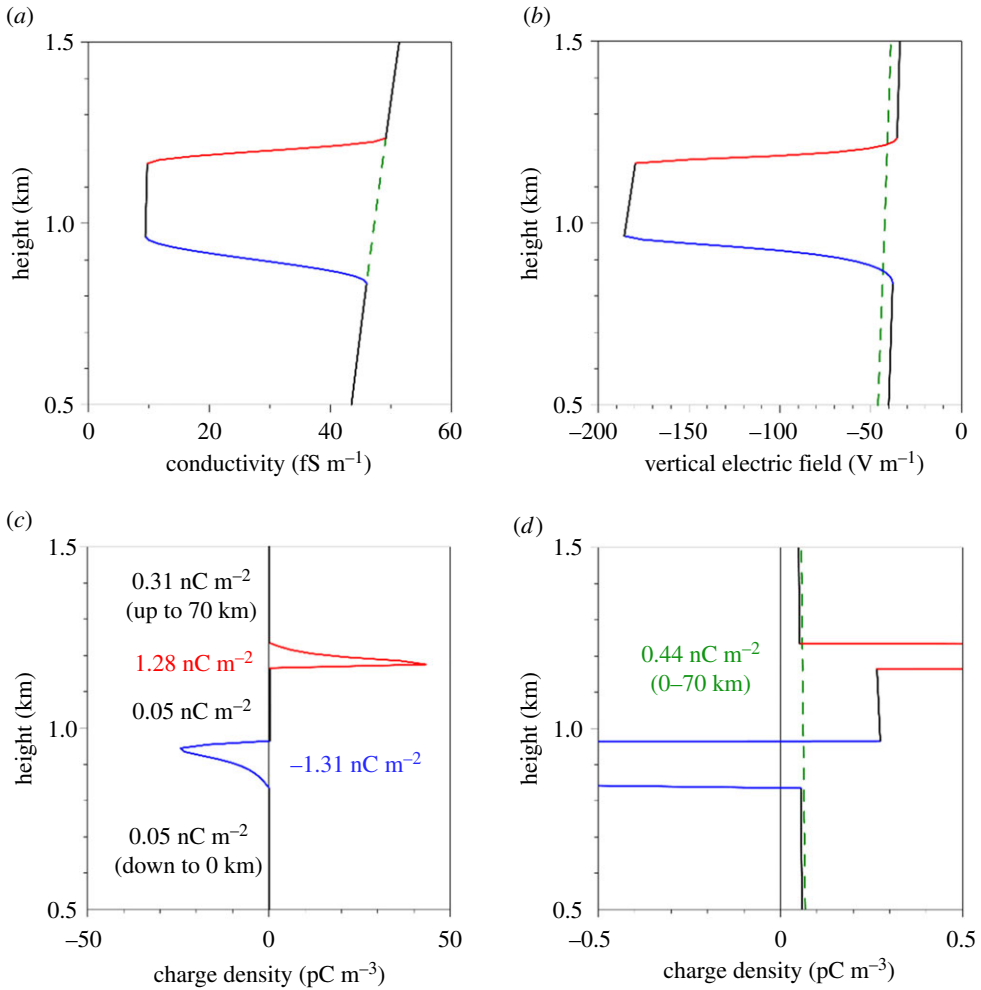 (a)
1.5
1.0
0.5
height (km)
0
20
40
60
conductivity (fS m⁻¹)
(b)
1.5
1.0
0.5
height (km)
–200
–150
–100
–50
0
vertical electric field (V m⁻¹)
(c)
1.5
1.0
0.5
height (km)
0.31 nC m⁻²
(up to 70 km)
1.28 nC m⁻²
0.05 nC m⁻²
–1.31 nC m⁻²
0.05 nC m⁻²
(down to 0 km)
–50
0
50
charge density (pC m⁻³)
(d)
1.5
1.0
0.5
height (km)
0.44 nC m⁻²
(0–70 km)
–0.5
0
0.5
charge density (pC m⁻³)